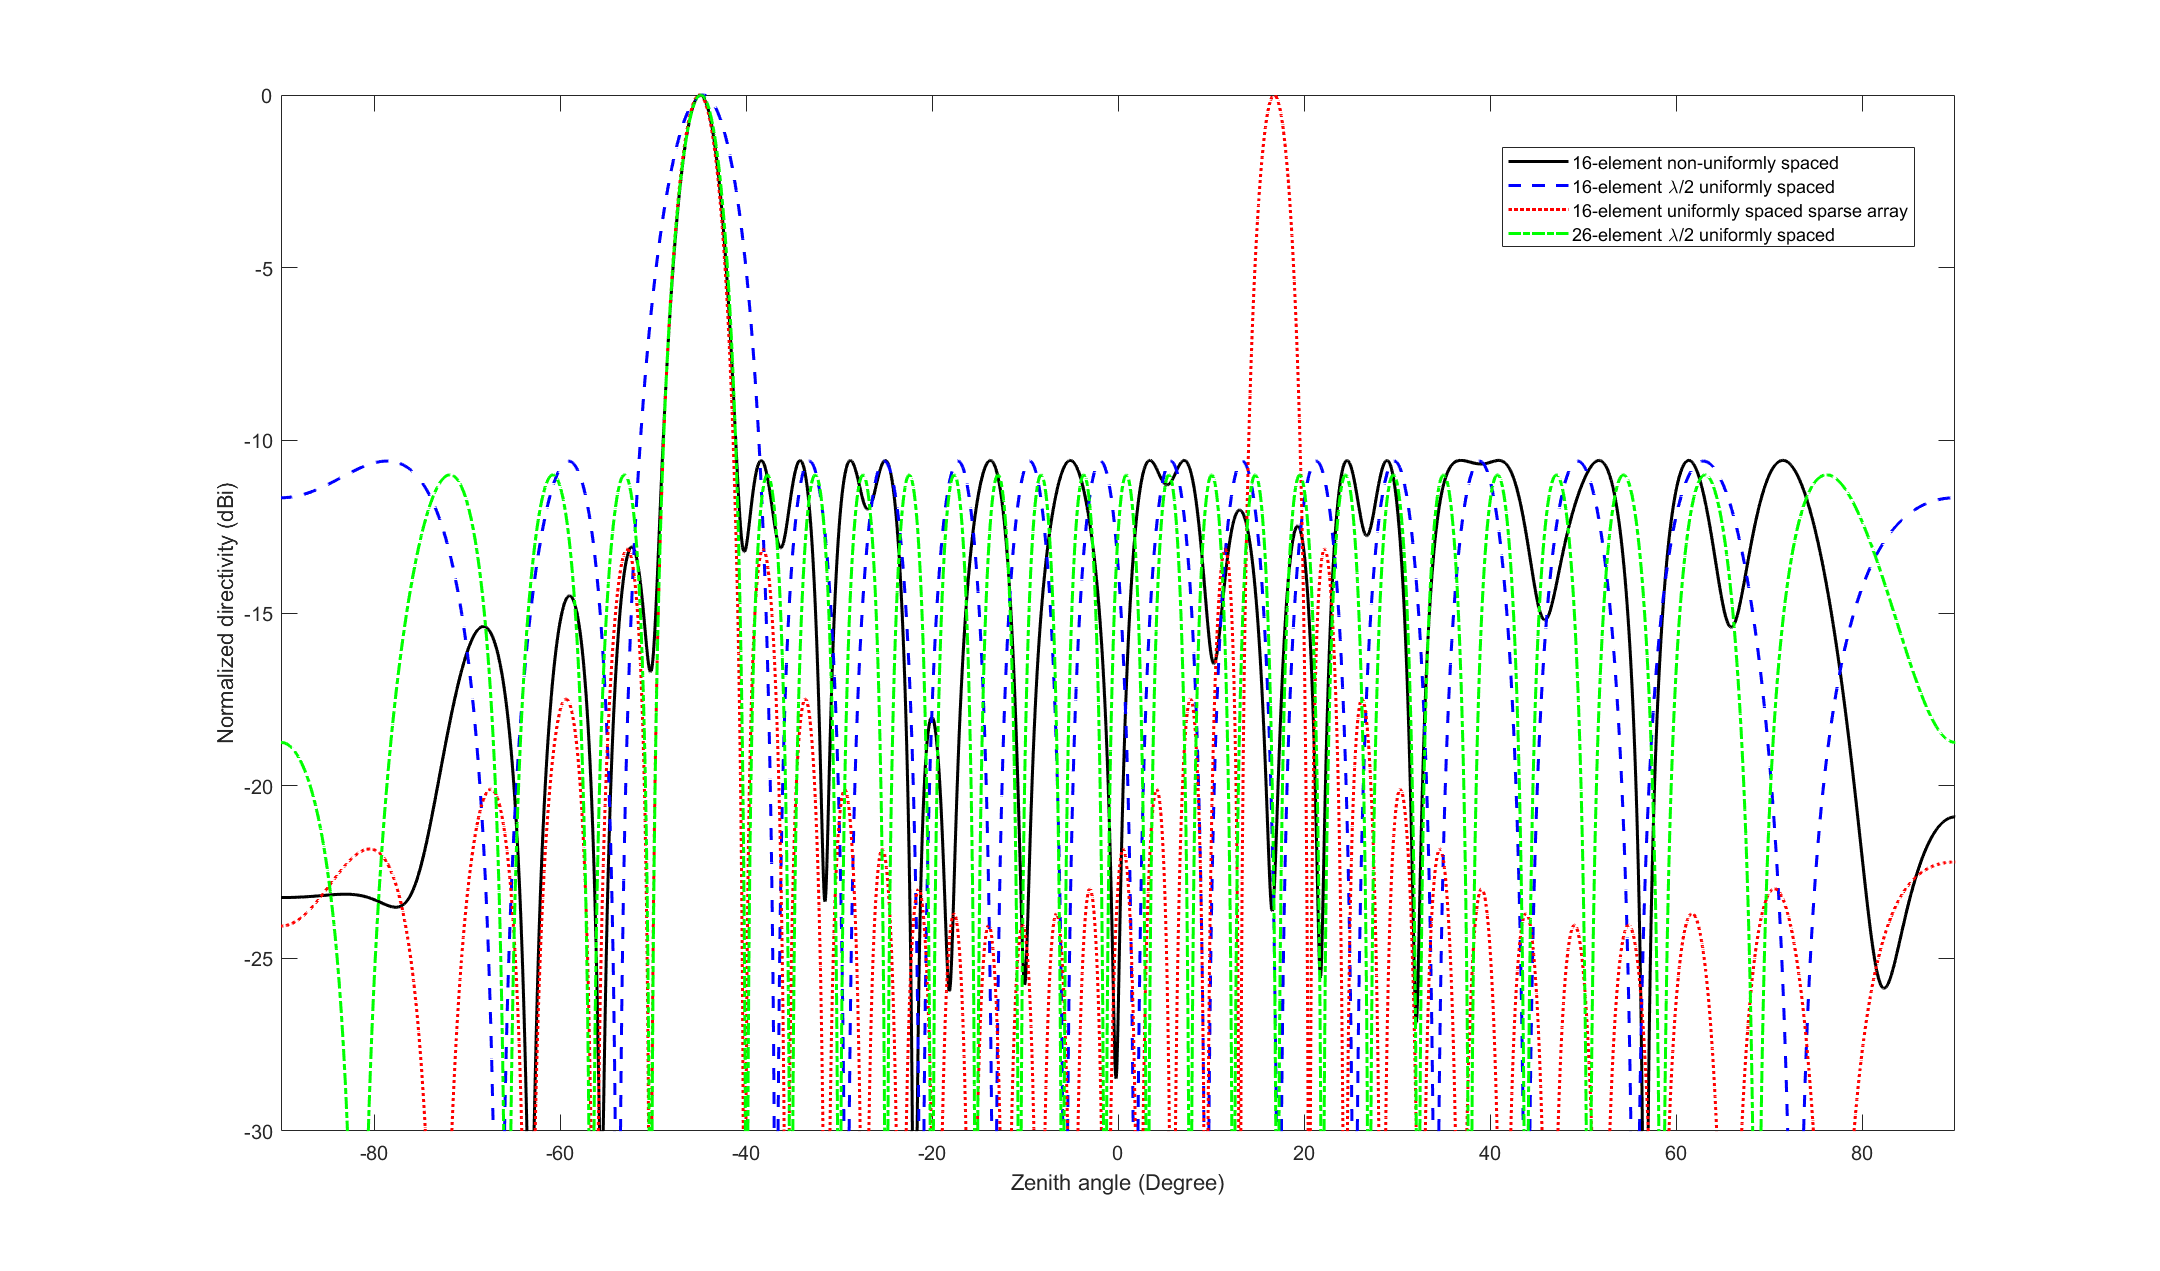 0
-5
-10
-15
-20
-25
-30
Normalized directivity (dBi)
16-element non-uniformly spaced
16-element λ/2 uniformly spaced
16-element uniformly spaced sparse array
26-element λ/2 uniformly spaced
-80 -60 -40 -20 0 20 40 60 80
Zenith angle (Degree)